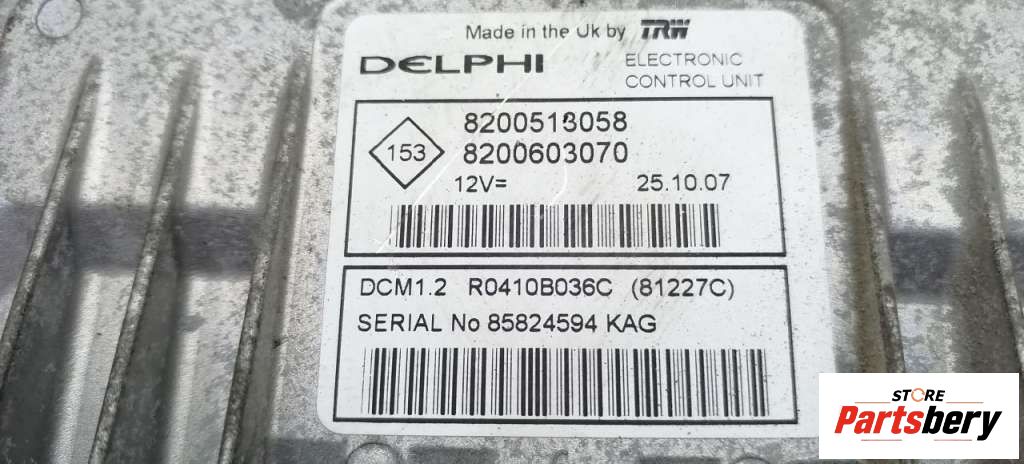 Made in the Uk by TRW
DELPHI
ELECTRONIC
CONTROL UNIT
153
8200513058
8200603070
12V=
25.10.07
DCM1.2 R0410B036C (81227C)
SERIAL No 85824594 KAG
STORE
Partsbery